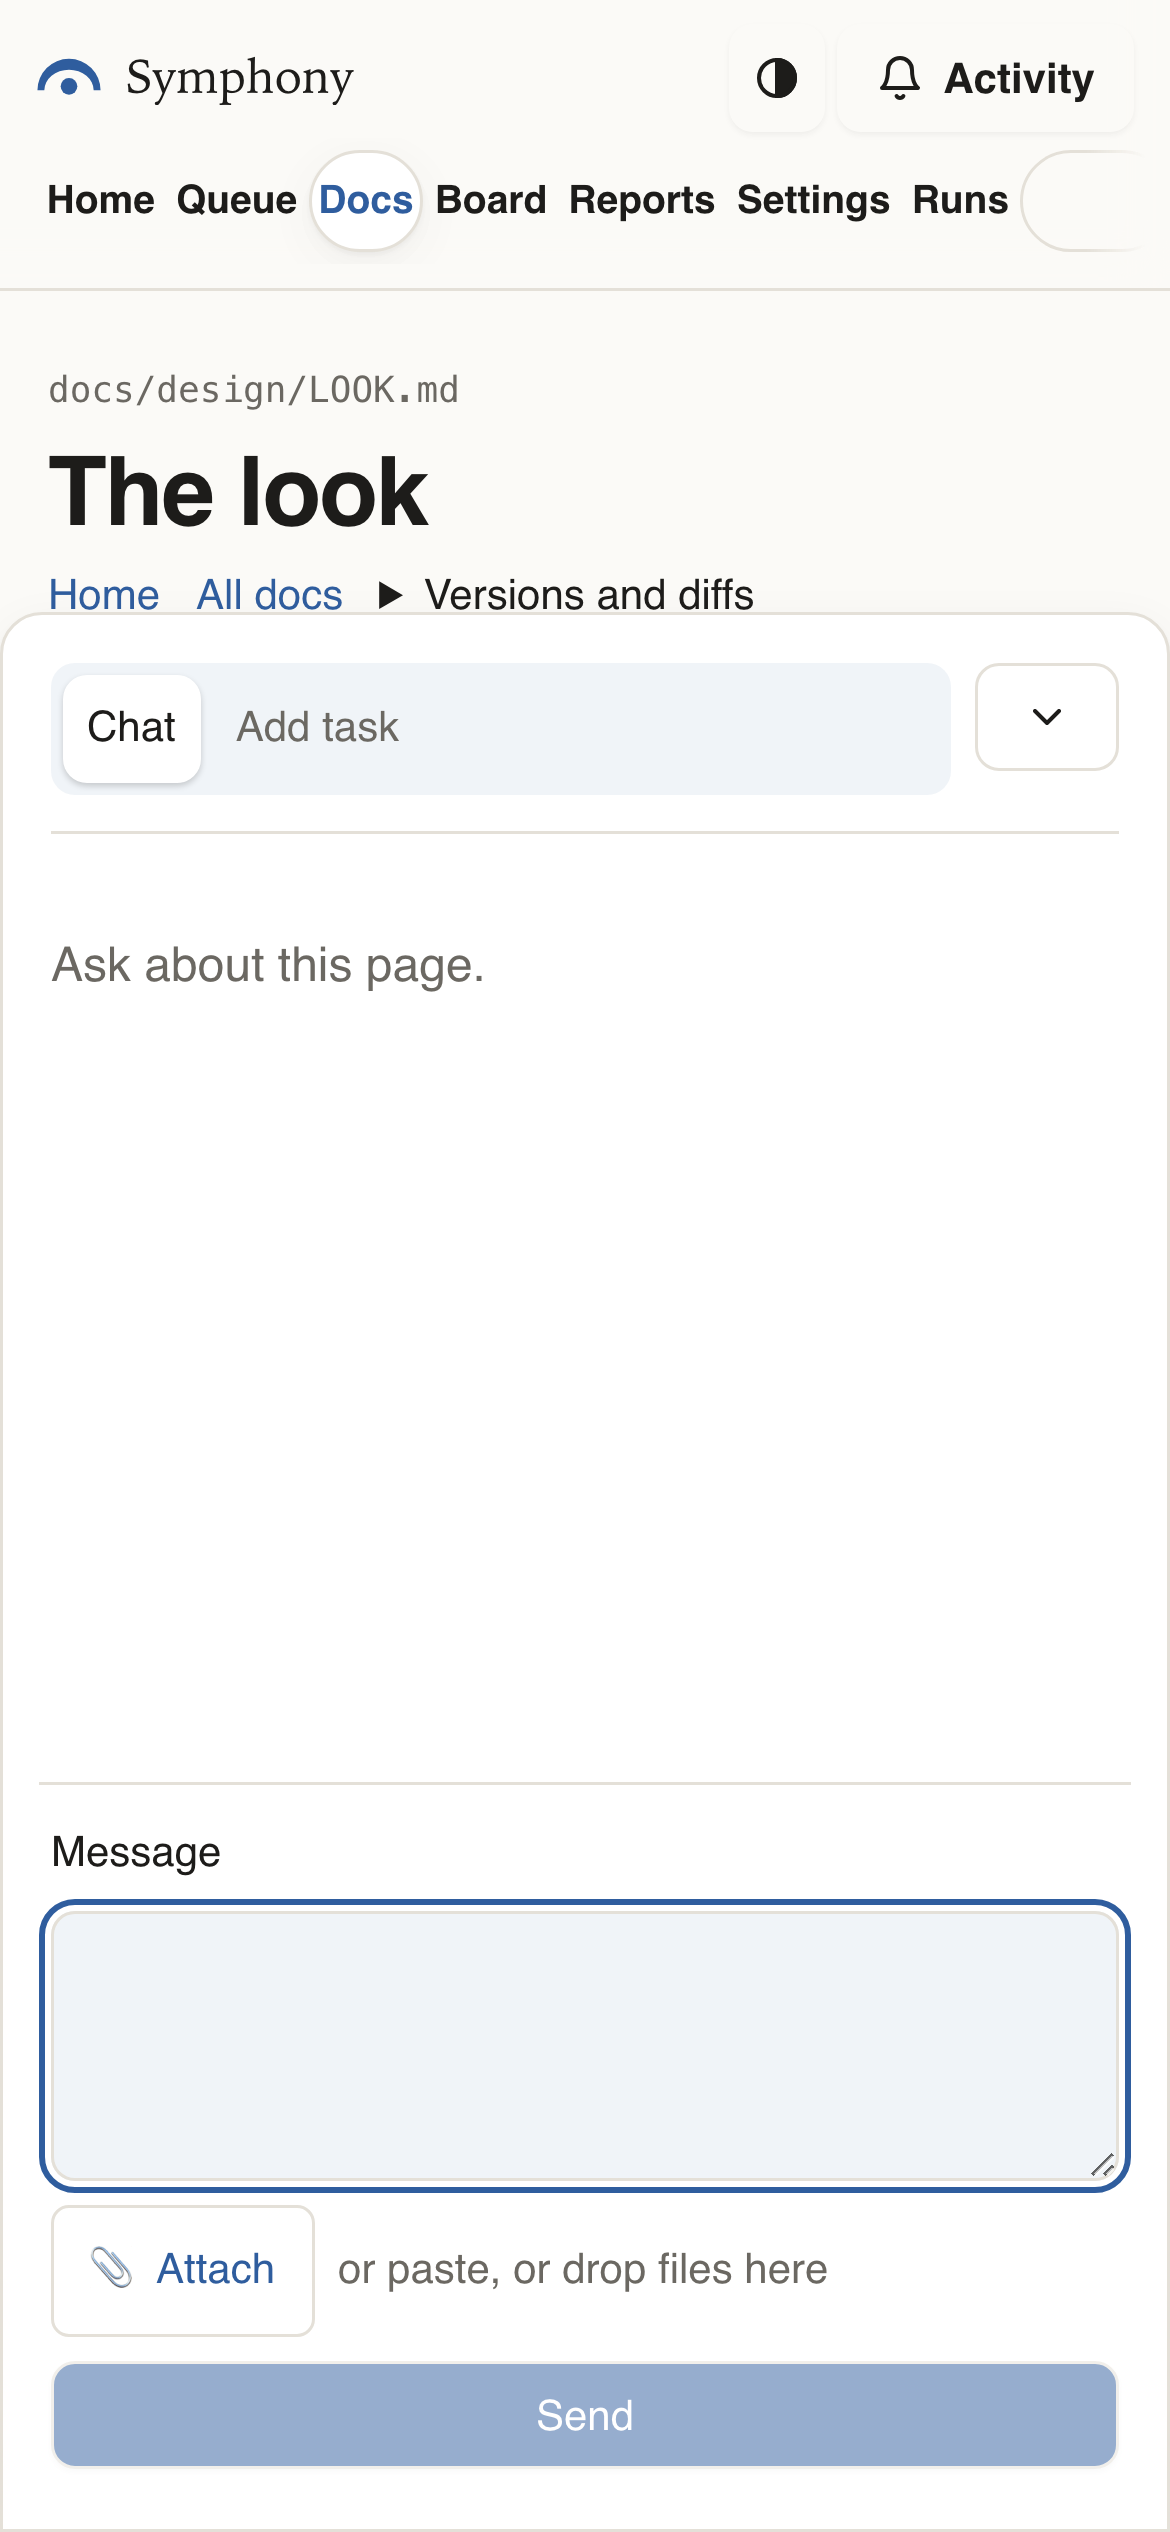 Symphony
Activity
Home Queue Docs Board Reports Settings Runs
docs/design/LOOK.md
The look
Home All docs ▶ Versions and diffs
Chat Add task
Ask about this page.
Message
Attach or paste, or drop files here
Send